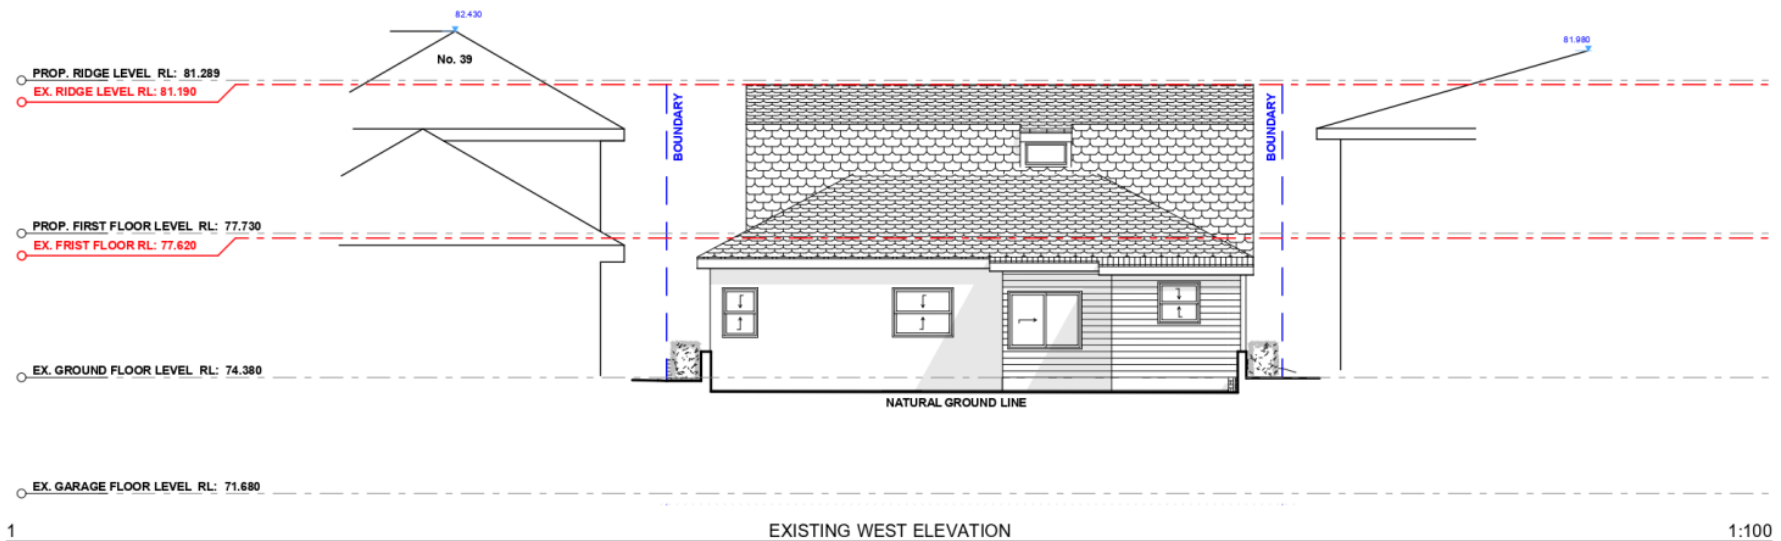 82.430
81.980
No. 39
PROP. RIDGE LEVEL RL: 81.289
EX. RIDGE LEVEL RL: 81.190
BOUNDARY
BOUNDARY
PROP. FIRST FLOOR LEVEL RL: 77.730
EX. FRIST FLOOR RL: 77.620
EX. GROUND FLOOR LEVEL RL: 74.380
NATURAL GROUND LINE
EX. GARAGE FLOOR LEVEL RL: 71.680
1 EXISTING WEST ELEVATION 1:100